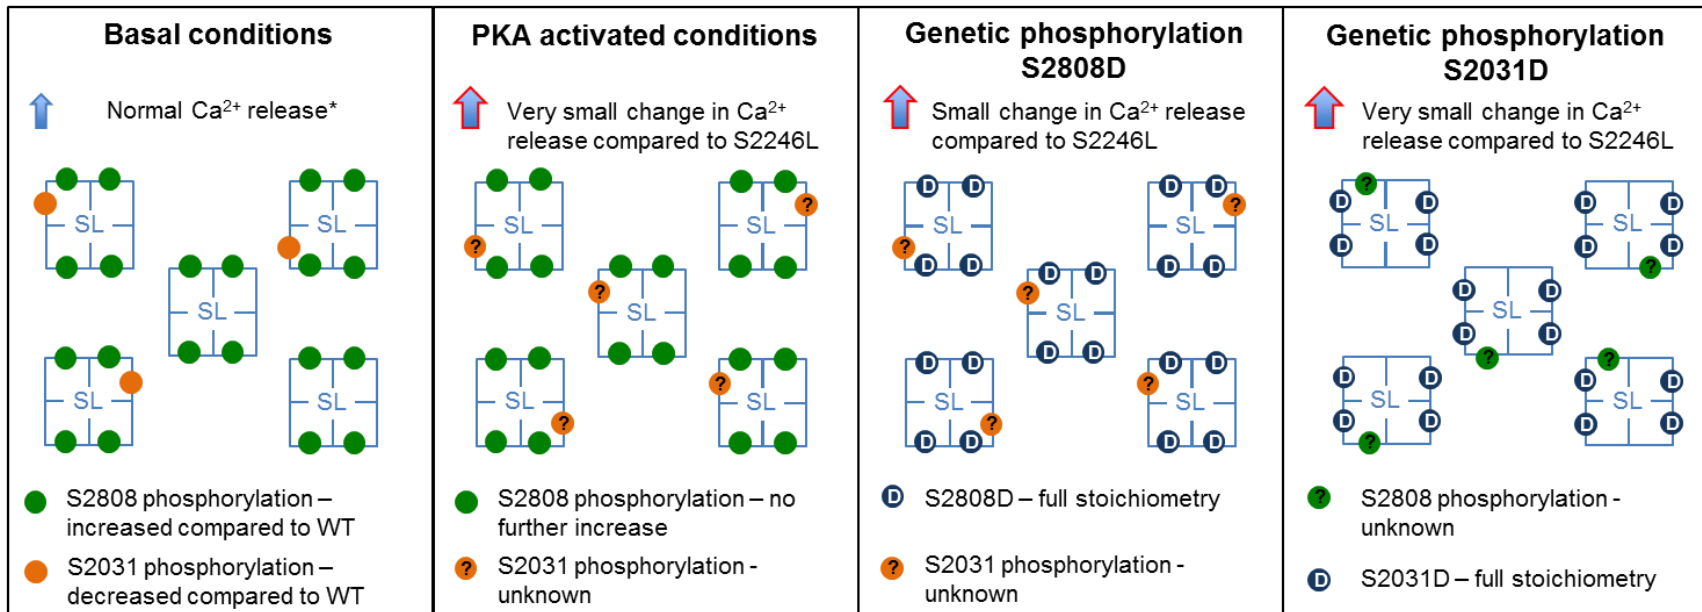 Basal conditions
Normal Ca²⁺ release*
SL
SL
SL
SL
SL
S2808 phosphorylation –
increased compared to WT
S2031 phosphorylation –
decreased compared to WT
PKA activated conditions
Very small change in Ca²⁺
release compared to S2246L
SL
?
SL
?
?
SL
SL
?
?
SL
S2808 phosphorylation – no
further increase
? S2031 phosphorylation -
unknown
Genetic phosphorylation
S2808D
Small change in Ca²⁺ release
compared to S2246L
D D
SL
?
D D
D D
?
SL
D D
D D
?
SL
D D
D D
SL
?
D D
D D
?
SL
D D
D S2808D – full stoichiometry
? S2031 phosphorylation -
unknown
Genetic phosphorylation
S2031D
Very small change in Ca²⁺
release compared to S2246L
?
D D
SL
D D
D D
SL
D D
?
D D
SL
D D
?
D D
SL
D D
?
?
D D
SL
D D
? S2808 phosphorylation -
unknown
D S2031D – full stoichiometry